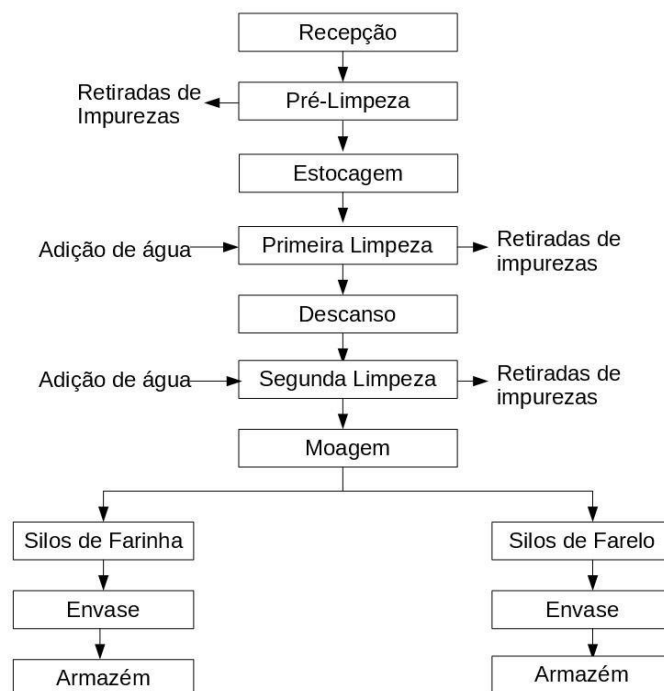 Recepção
Retiradas de
Impurezas
Pré-Limpeza
Estocagem
Adição de água
Primeira Limpeza
Retiradas de
impurezas
Descanso
Adição de água
Segunda Limpeza
Retiradas de
impurezas
Moagem
Silos de Farinha
Silos de Farelo
Envase
Envase
Armazém
Armazém